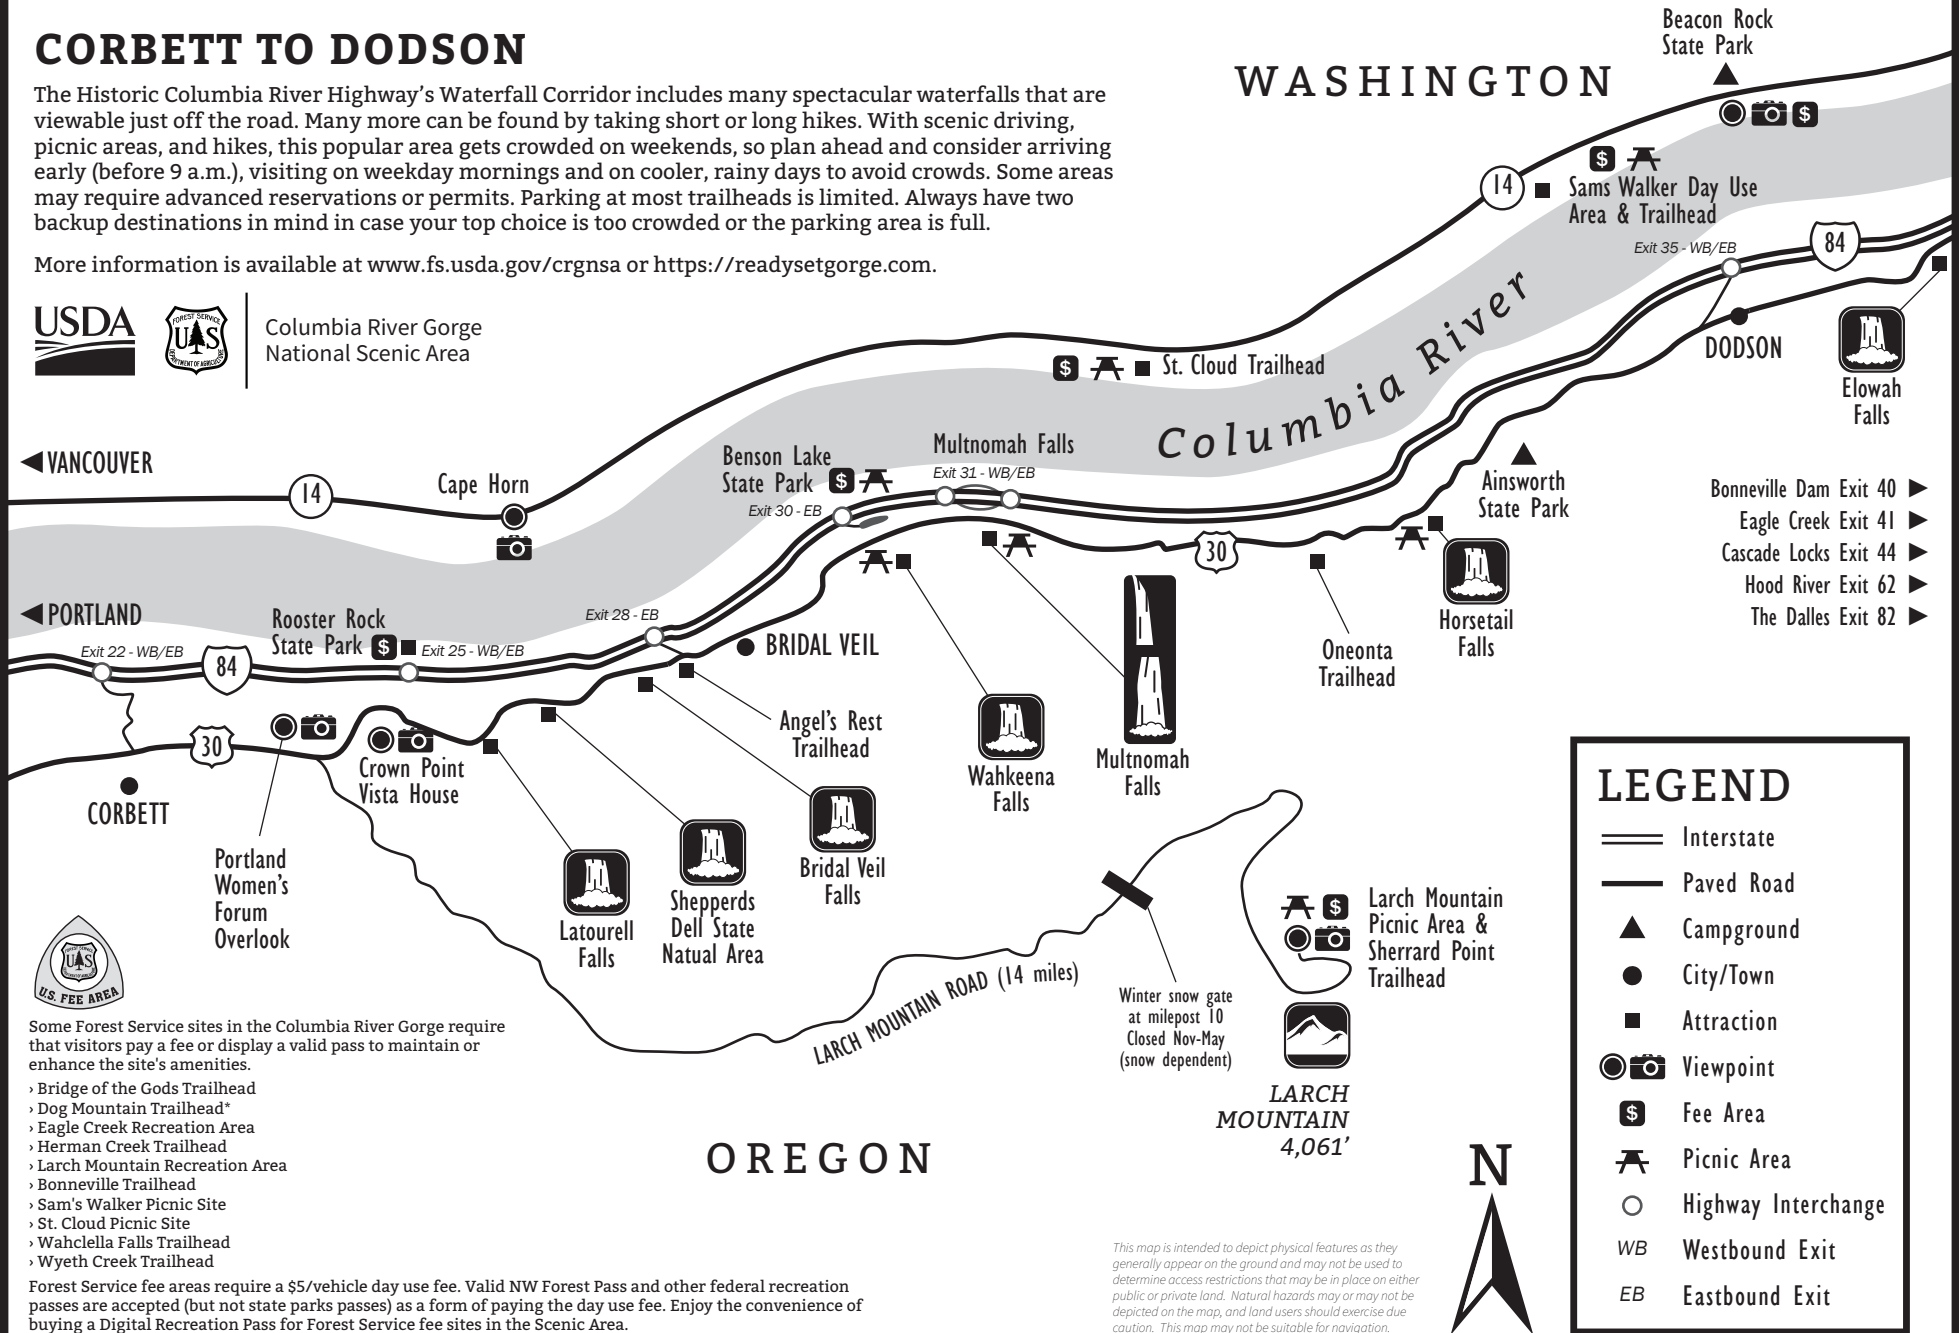 CORBETT TO DODSON
The Historic Columbia River Highway's Waterfall Corridor includes many spectacular waterfalls that are
viewable just off the road. Many more can be found by taking short or long hikes. With scenic driving,
picnic areas, and hikes, this popular area gets crowded on weekends, so plan ahead and consider arriving
early (before 9 a.m.), visiting on weekday mornings and on cooler, rainy days to avoid crowds. Some areas
may require advanced reservations or permits. Parking at most trailheads is limited. Always have two
backup destinations in mind in case your top choice is too crowded or the parking area is full.
More information is available at www.fs.usda.gov/crgnsa or https://readysetgorge.com.
USDA
FOREST SERVICE
U S
DEPARTMENT OF AGRICULTURE
Columbia River Gorge
National Scenic Area
WASHINGTON
Beacon Rock
State Park
$
$
14
Sams Walker Day Use
Area & Trailhead
Exit 35 - WB/EB
84
DODSON
Elowah
Falls
$
St. Cloud Trailhead
Columbia River
VANCOUVER
14
Cape Horn
Benson Lake
State Park
$
Exit 30 - EB
Multnomah Falls
Exit 31 - WB/EB
Ainsworth
State Park
Bonneville Dam Exit 40
Eagle Creek Exit 41
Cascade Locks Exit 44
Hood River Exit 62
The Dalles Exit 82
30
Horsetail
Falls
Oneonta
Trailhead
PORTLAND
Exit 22 - WB/EB
84
Rooster Rock
State Park
$
Exit 25 - WB/EB
Exit 28 - EB
BRIDAL VEIL
Angel's Rest
Trailhead
Wahkeena
Falls
Multnomah
Falls
30
CORBETT
Crown Point
Vista House
Portland
Women's
Forum
Overlook
Latourell
Falls
Shepperds
Dell State
Natual Area
Bridal Veil
Falls
LARCH MOUNTAIN ROAD (14 miles)
Winter snow gate
at milepost 10
Closed Nov-May
(snow dependent)
$
Larch Mountain
Picnic Area &
Sherrard Point
Trailhead
LARCH
MOUNTAIN
4,061'
OREGON
FOREST SERVICE
U S
DEPARTMENT OF AGRICULTURE
U.S. FEE AREA
Some Forest Service sites in the Columbia River Gorge require
that visitors pay a fee or display a valid pass to maintain or
enhance the site's amenities.
› Bridge of the Gods Trailhead
› Dog Mountain Trailhead*
› Eagle Creek Recreation Area
› Herman Creek Trailhead
› Larch Mountain Recreation Area
› Bonneville Trailhead
› Sam's Walker Picnic Site
› St. Cloud Picnic Site
› Wahclella Falls Trailhead
› Wyeth Creek Trailhead
Forest Service fee areas require a $5/vehicle day use fee. Valid NW Forest Pass and other federal recreation
passes are accepted (but not state parks passes) as a form of paying the day use fee. Enjoy the convenience of
buying a Digital Recreation Pass for Forest Service fee sites in the Scenic Area.
This map is intended to depict physical features as they
generally appear on the ground and may not be used to
determine access restrictions that may be in place on either
public or private land. Natural hazards may or may not be
depicted on the map, and land users should exercise due
caution. This map may not be suitable for navigation.
N
LEGEND
Interstate
Paved Road
Campground
City/Town
Attraction
Viewpoint
$ Fee Area
Picnic Area
Highway Interchange
WB Westbound Exit
EB Eastbound Exit